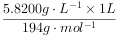 5.8200g · L⁻¹ × 1L
194g · mol⁻¹